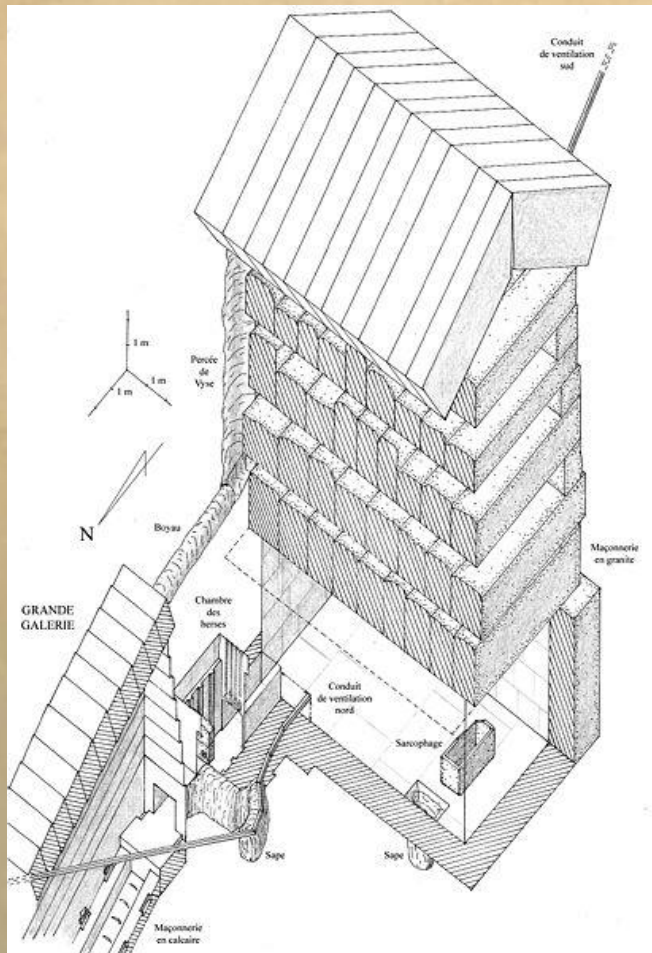 Conduit
de ventilation
sud
1 m
1 m
1 m
Percée
de
Vyse
N
Boyau
Maçonnerie
en granite
GRANDE
GALERIE
Chambre
des
herses
Conduit
de ventilation
nord
Sarcophage
Sape
Sape
Maçonnerie
en calcaire